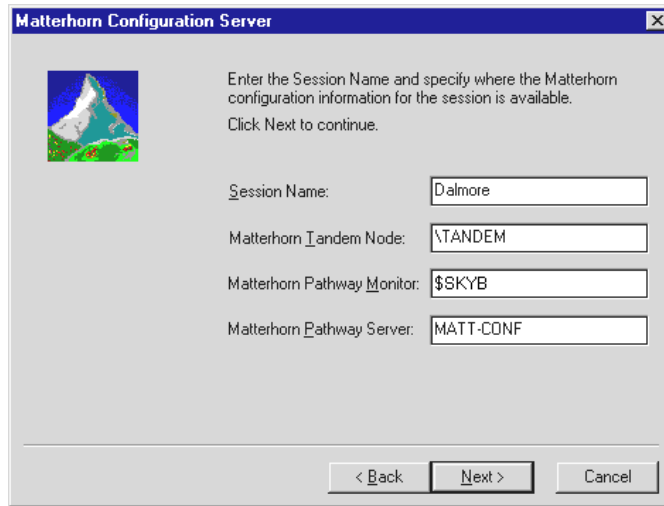 Matterhorn Configuration Server
Enter the Session Name and specify where the Matterhorn
configuration information for the session is available.
Click Next to continue.
Session Name: Dalmore
Matterhorn Tandem Node: \TANDEM
Matterhorn Pathway Monitor: $SKYB
Matterhorn Pathway Server: MATT-CONF
< Back Next > Cancel